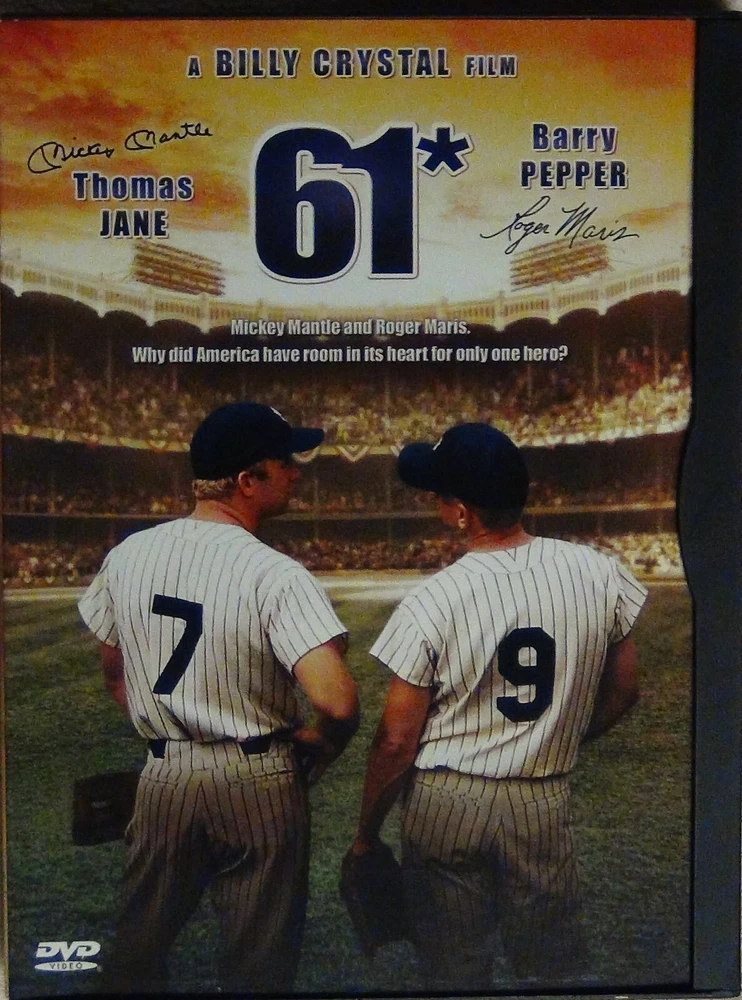 A BILLY CRYSTAL FILM
Mickey Mantle
Thomas
JANE
61*
Barry
PEPPER
Roger Maris
Mickey Mantle and Roger Maris.
Why did America have room in its heart for only one hero?
7
9
DVD
VIDEO